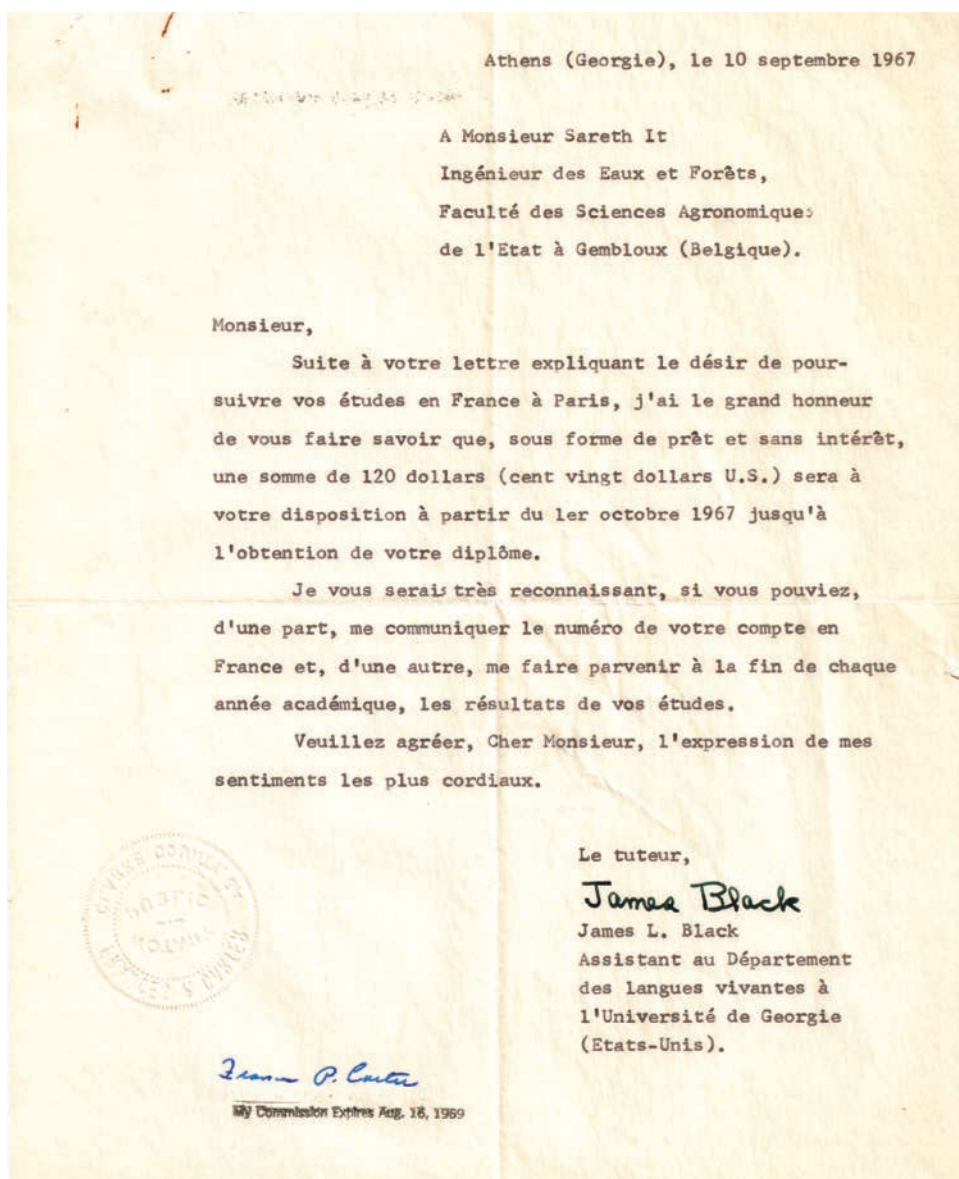 Athens (Georgie), le 10 septembre 1967
A Monsieur Sareth It
Ingénieur des Eaux et Forêts,
Faculté des Sciences Agronomiques
de l'Etat à Gembloux (Belgique).
Monsieur,
Suite à votre lettre expliquant le désir de pour-
suivre vos études en France à Paris, j'ai le grand honneur
de vous faire savoir que, sous forme de prêt et sans intérêt,
une somme de 120 dollars (cent vingt dollars U.S.) sera à
votre disposition à partir du 1er octobre 1967 jusqu'à
l'obtention de votre diplôme.
Je vous serais très reconnaissant, si vous pouviez,
d'une part, me communiquer le numéro de votre compte en
France et, d'une autre, me faire parvenir à la fin de chaque
année académique, les résultats de vos études.
Veuillez agréer, Cher Monsieur, l'expression de mes
sentiments les plus cordiaux.
Le tuteur,
James Black
James L. Black
Assistant au Département
des langues vivantes à
l'Université de Georgie
(Etats-Unis).
P. Carter
My Commission Expires Aug. 16, 1969